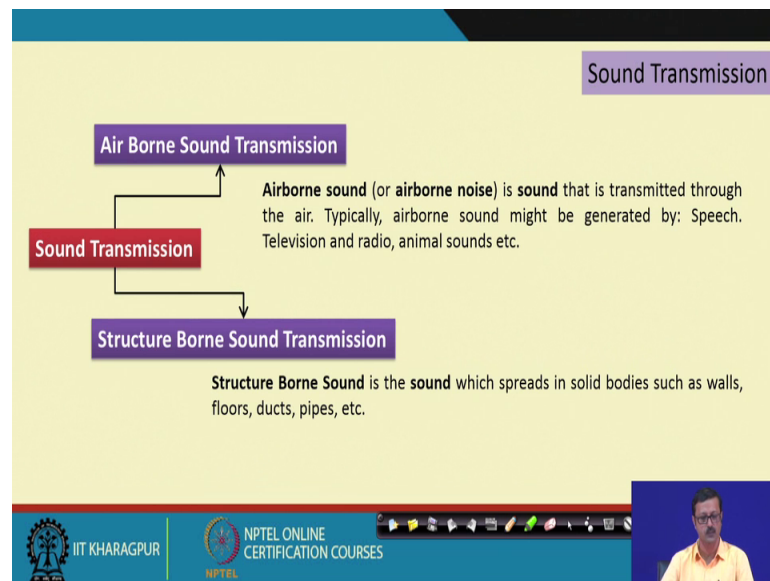 Sound Transmission
Air Borne Sound Transmission
Airborne sound (or airborne noise) is sound that is transmitted through
the air. Typically, airborne sound might be generated by: Speech.
Television and radio, animal sounds etc.
Sound Transmission
Structure Borne Sound Transmission
Structure Borne Sound is the sound which spreads in solid bodies such as walls,
floors, ducts, pipes, etc.
IIT KHARAGPUR
NPTEL
NPTEL ONLINE
CERTIFICATION COURSES